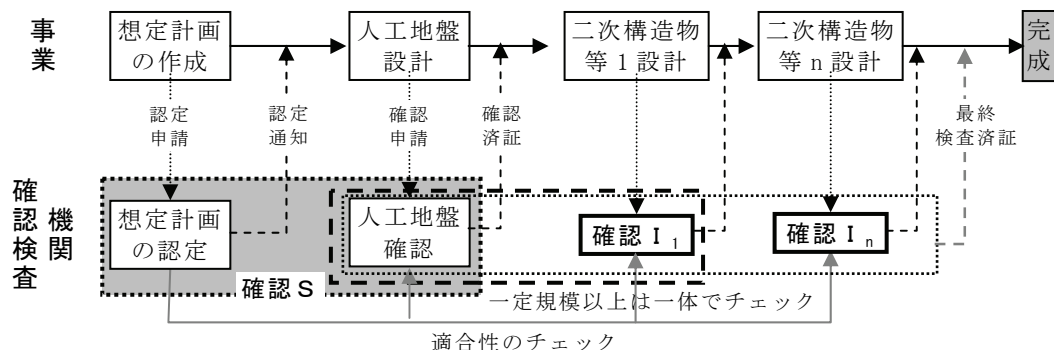 事業
想定計画
の作成
人工地盤
設計
二次構造物
等1設計
二次構造物
等n設計
完成
認定
申請
認定
通知
確認
申請
確認
済証
最終
検査済証
確認検査
機関
想定計画
の認定
人工地盤
確認
確認Ｉ1
確認Ｉn
確認Ｓ
一定規模以上は一体でチェック
適合性のチェック